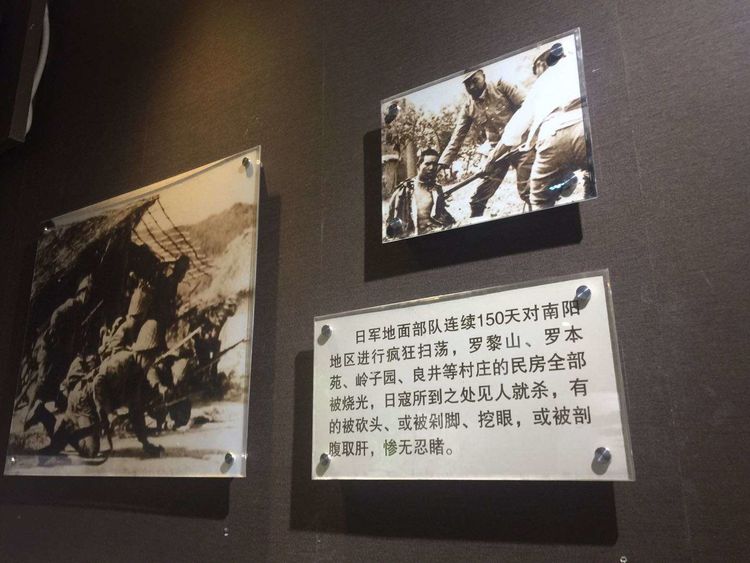 日军地面部队连续150天对南阳
地区进行疯狂扫荡，罗黎山、罗本
苑、岭子园、良井等村庄的民房全部
被烧光，日寇所到之处见人就杀，有
的被砍头、或被剁脚、挖眼，或被剖
腹取肝，惨无忍睹。